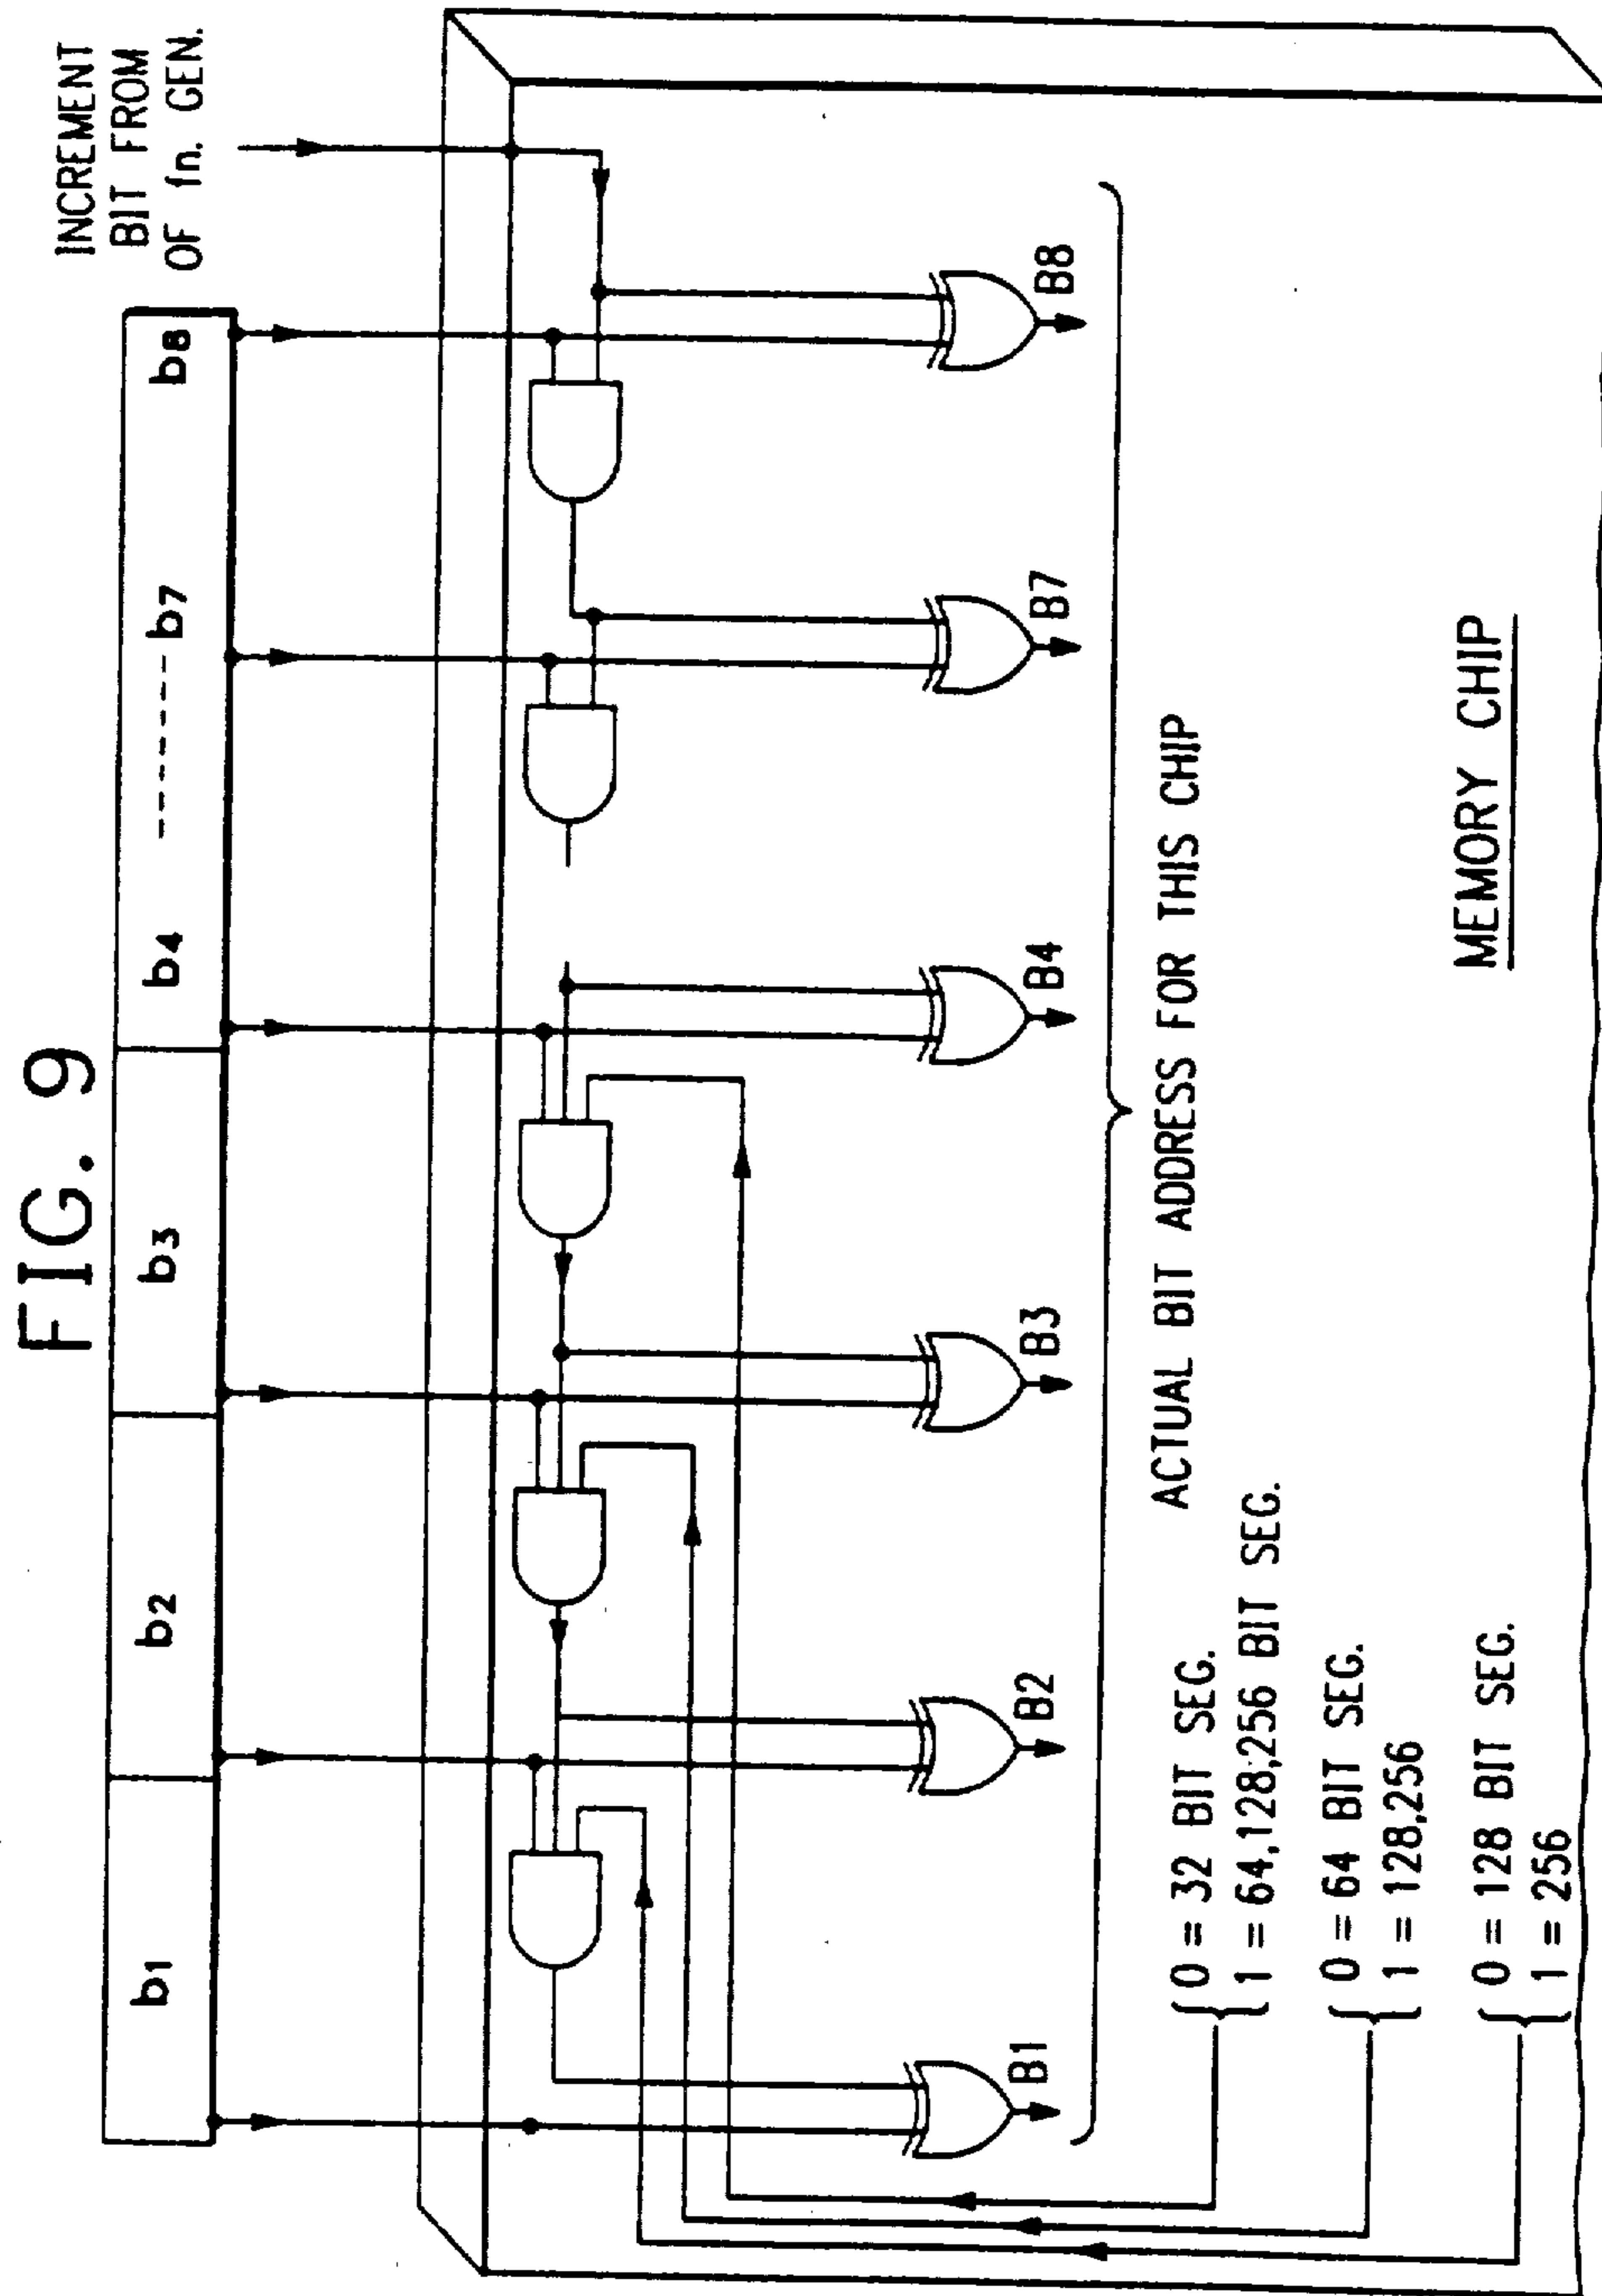 FIG. 9
INCREMENT
BIT FROM
OF fn. GEN.
b1 b2 b3 b4 ------- b7 b8
B1 B2 B3 B4 B7 B8
ACTUAL BIT ADDRESS FOR THIS CHIP
0 = 32 BIT SEG.
1 = 64,128,256 BIT SEG.
0 = 64 BIT SEG.
1 = 128,256
0 = 128 BIT SEG.
1 = 256
MEMORY CHIP